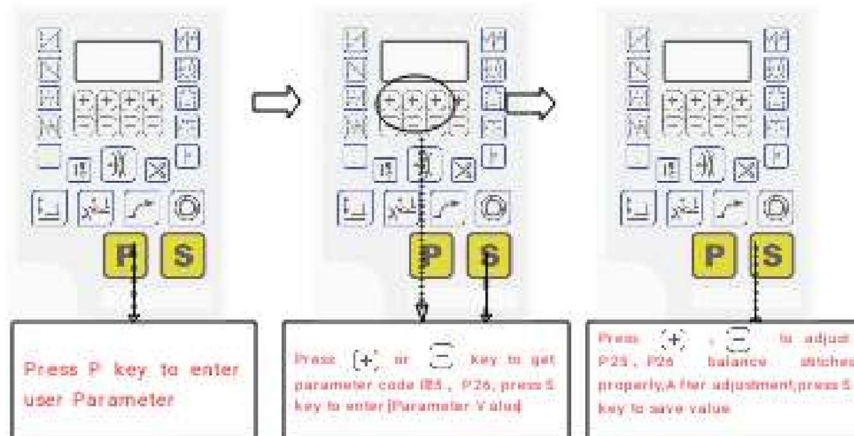 P S
P S
P S
Press P key to enter
user Parameter
Press [+] or [−] key to get
parameter code P25, P26, press S
key to enter [Parameter Value]
Press [+] , [−] to adjust
P25, P26 balance stitches
properly,After adjustment,press S
key to save value